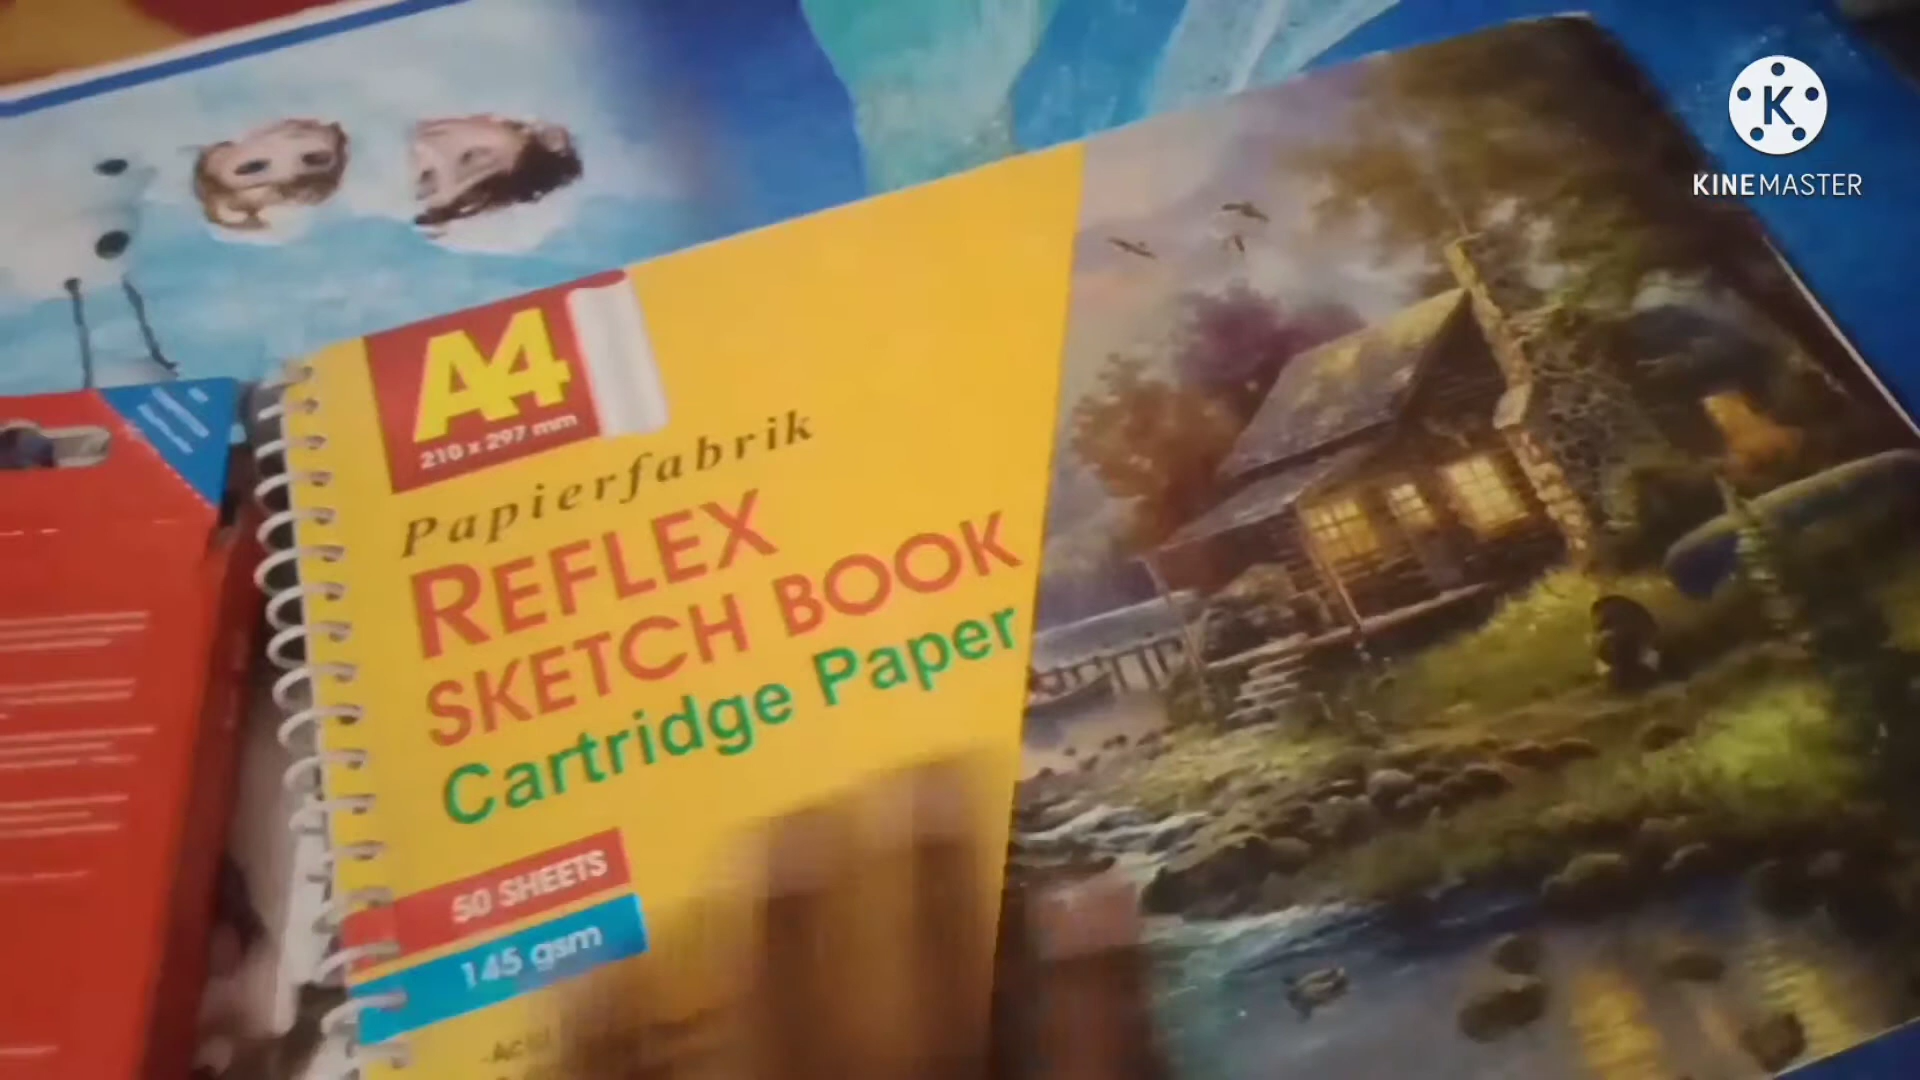 K
KINEMASTER
A4
210 x 297 mm
Papierfabrik
REFLEX
SKETCH BOOK
Cartridge Paper
50 SHEETS
145 gsm